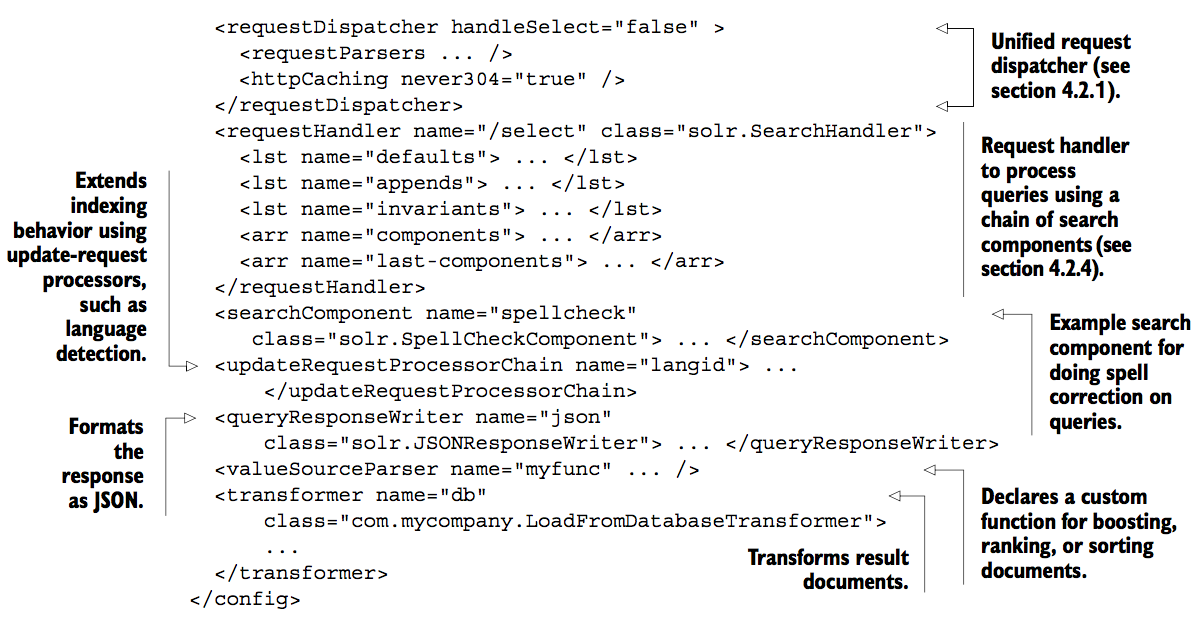 <requestDispatcher handleSelect="false" >
<requestParsers ... />
<httpCaching never304="true" />
</requestDispatcher>
Unified request
dispatcher (see
section 4.2.1).
<requestHandler name="/select" class="solr.SearchHandler">
<lst name="defaults"> ... </lst>
<lst name="appends"> ... </lst>
<lst name="invariants"> ... </lst>
<arr name="components"> ... </arr>
<arr name="last-components"> ... </arr>
</requestHandler>
Request handler
to process
queries using a
chain of search
components (see
section 4.2.4).
<searchComponent name="spellcheck"
class="solr.SpellCheckComponent"> ... </searchComponent>
Example search
component for
doing spell
correction on
queries.
Extends
indexing
behavior using
update-request
processors,
such as
language
detection.
<updateRequestProcessorChain name="langid"> ...
</updateRequestProcessorChain>
Formats
the
response
as JSON.
<queryResponseWriter name="json"
class="solr.JSONResponseWriter"> ... </queryResponseWriter>
<valueSourceParser name="myfunc" ... />
Declares a custom
function for boosting,
ranking, or sorting
documents.
<transformer name="db"
class="com.mycompany.LoadFromDatabaseTransformer">
...
</transformer>
Transforms result
documents.
</config>